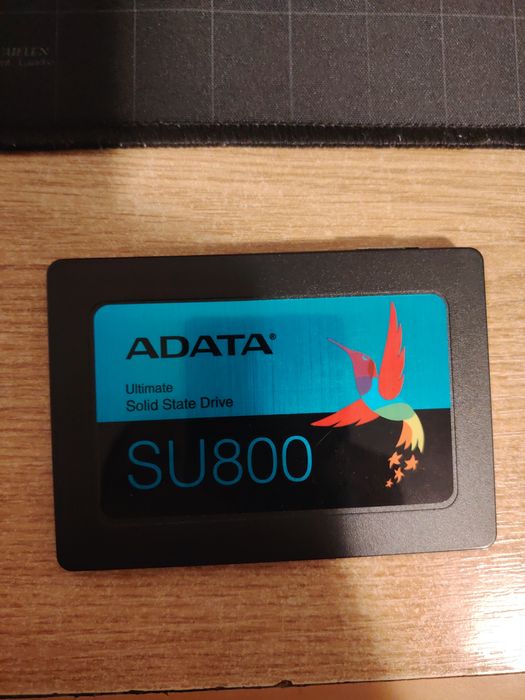 ADATA®
Ultimate
Solid State Drive
SU800